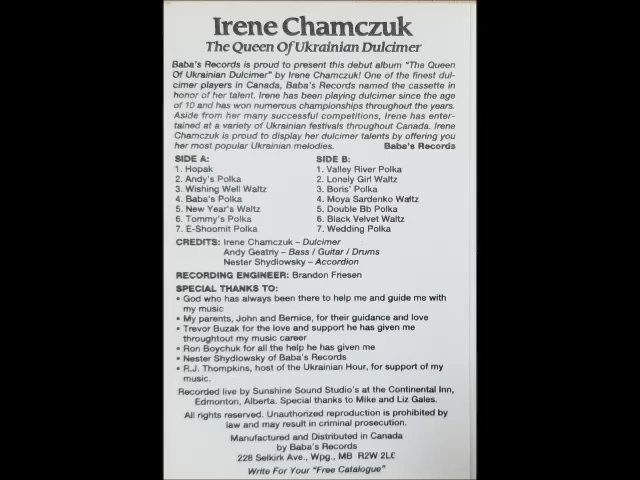 Irene Chamczuk
The Queen Of Ukrainian Dulcimer
Baba's Records is proud to present this debut album "The Queen
Of Ukrainian Dulcimer" by Irene Chamczuk! One of the finest dul-
cimer players in Canada, Baba's Records named the cassette in
honor of her talent. Irene has been playing dulcimer since the age
of 10 and has won numerous championships throughout the years.
Aside from her many successful competitions, Irene has enter-
tained at a variety of Ukrainian festivals throughout Canada. Irene
Chamczuk is proud to display her dulcimer talents by offering you
her most popular Ukrainian melodies. Baba's Records
SIDE A: SIDE B:
1. Hopak 1. Valley River Polka
2. Andy's Polka 2. Lonely Girl Waltz
3. Wishing Well Waltz 3. Boris' Polka
4. Baba's Polka 4. Moya Sardenko Waltz
5. New Year's Waltz 5. Double Bb Polka
6. Tommy's Polka 6. Black Velvet Waltz
7. E-Shoomit Polka 7. Wedding Polka
CREDITS: Irene Chamczuk – Dulcimer
Andy Geatriy – Bass / Guitar / Drums
Nester Shydlowsky – Accordion
RECORDING ENGINEER: Brandon Friesen
SPECIAL THANKS TO:
• God who has always been there to help me and guide me with
my music
• My parents, John and Bernice, for their guidance and love
• Trevor Buzak for the love and support he has given me
throughtout my music career
• Ron Boychuk for all the help he has given me
• Nester Shydlowsky of Baba's Records
• R.J. Thompkins, host of the Ukrainian Hour, for support of my
music.
Recorded live by Sunshine Sound Studio's at the Continental Inn,
Edmonton, Alberta. Special thanks to Mike and Liz Gales.
All rights reserved. Unauthorized reproduction is prohibited by
law and may result in criminal prosecution.
Manufactured and Distributed in Canada
by Baba's Records
228 Selkirk Ave., Wpg., MB R2W 2L6
Write For Your "Free Catalogue"